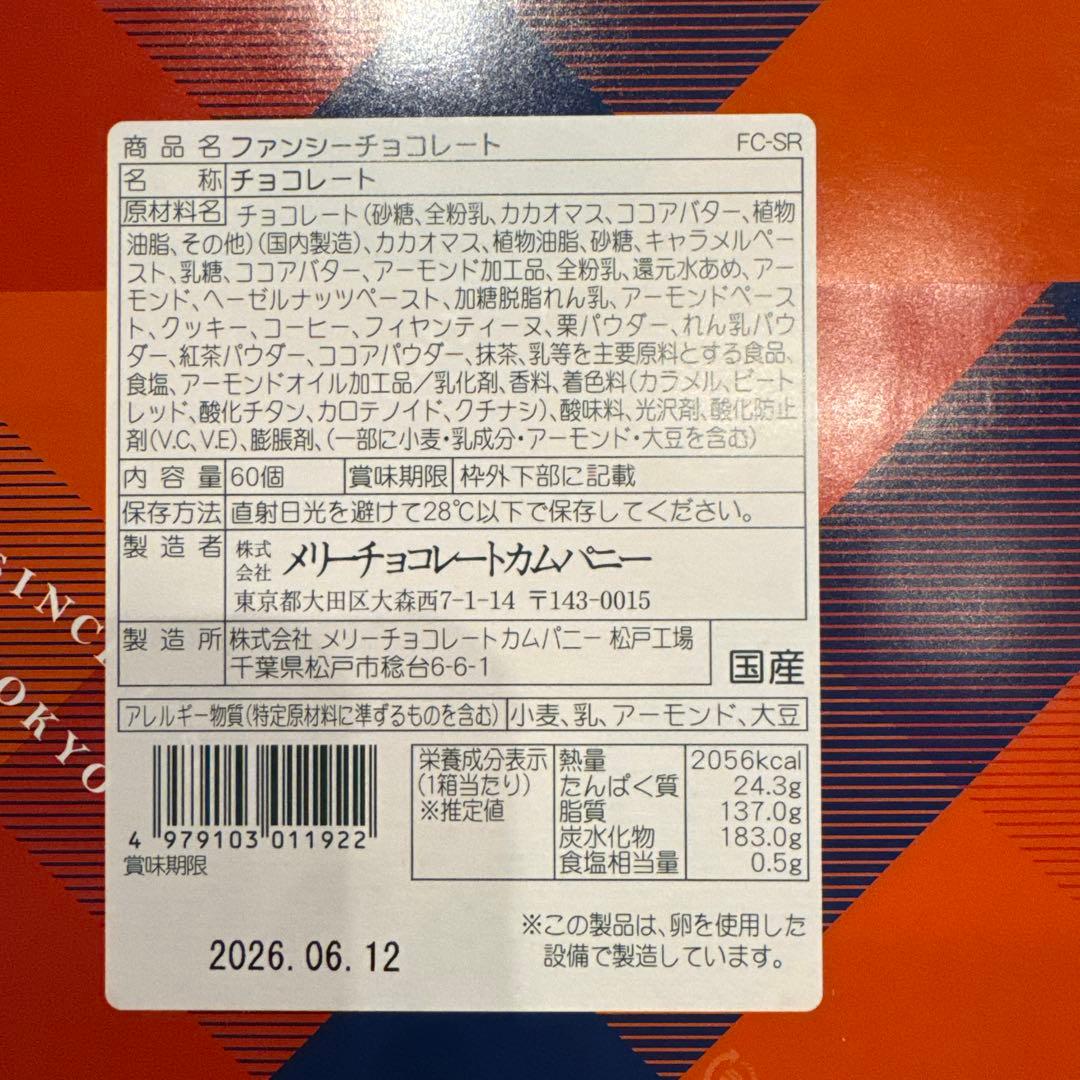 商品名 ファンシーチョコレート FC-SR
名称 チョコレート
原材料名 チョコレート(砂糖、全粉乳、カカオマス、ココアバター、植物
油脂、その他)(国内製造)、カカオマス、植物油脂、砂糖、キャラメルペー
スト、乳糖、ココアバター、アーモンド加工品、全粉乳、還元水あめ、アー
モンド、ヘーゼルナッツペースト、加糖脱脂れん乳、アーモンドペース
ト、クッキー、コーヒー、フィヤンティーヌ、栗パウダー、れん乳パウ
ダー、紅茶パウダー、ココアパウダー、抹茶、乳等を主要原料とする食品、
食塩、アーモンドオイル加工品/乳化剤、香料、着色料(カラメル、ビート
レッド、酸化チタン、カロテノイド、クチナシ)、酸味料、光沢剤、酸化防止
剤(V.C、V.E)、膨脹剤、(一部に小麦・乳成分・アーモンド・大豆を含む)
内容量 60個 賞味期限 枠外下部に記載
保存方法 直射日光を避けて28℃以下で保存してください。
製造者 株式会社 メリーチョコレートカムパニー
東京都大田区大森西7-1-14 〒143-0015
製造所 株式会社 メリーチョコレートカムパニー 松戸工場
千葉県松戸市稔台6-6-1
国産
アレルギー物質(特定原材料に準ずるものを含む) 小麦、乳、アーモンド、大豆
栄養成分表示 熱量 2056kcal
(1箱当たり) たんぱく質 24.3g
※推定値 脂質 137.0g
炭水化物 183.0g
食塩相当量 0.5g
4 979103 011922
賞味期限
2026.06.12
※この製品は、卵を使用した
設備で製造しています。
SINCE
TOKYO